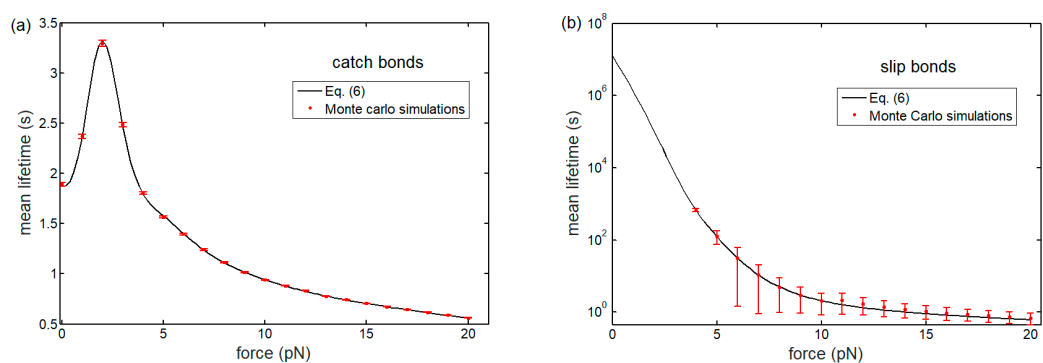 (a)
catch bonds
Eq. (6)
Monte Carlo simulations
mean lifetime (s)
3.5
3
2.5
2
1.5
1
0.5
0 5 10 15 20
force (pN)
(b)
slip bonds
Eq. (6)
Monte Carlo simulations
mean lifetime (s)
10^8
10^6
10^4
10^2
10^0
0 5 10 15 20
force (pN)